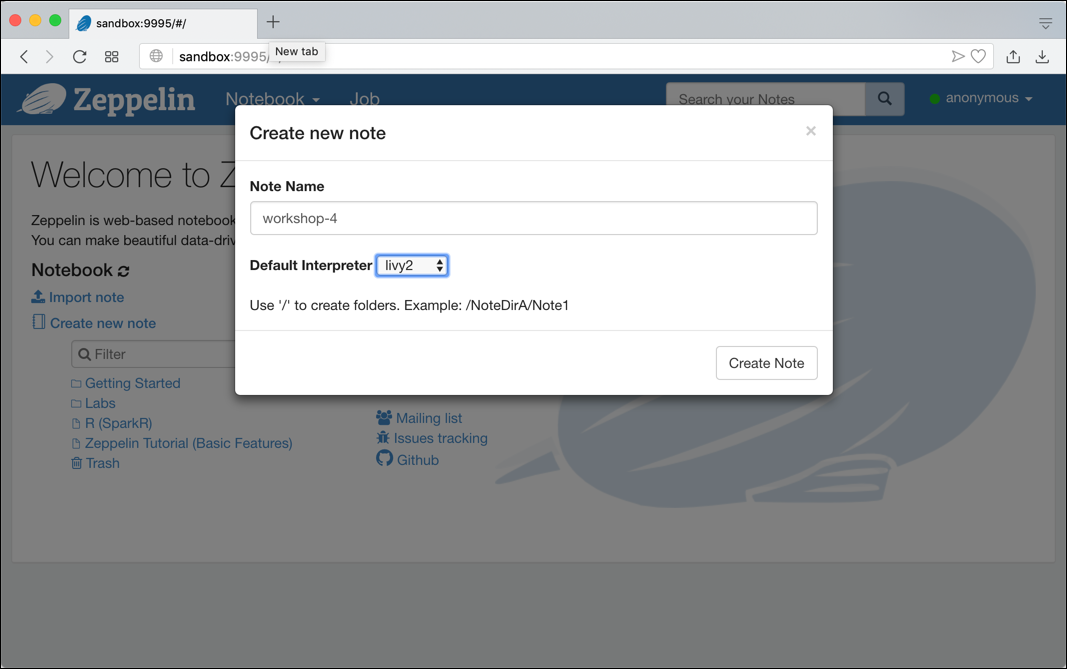 sandbox:9995/#/
New tab
sandbox:9995/
Zeppelin
Notebook
Job
Search your Notes
anonymous
Create new note
×
Note Name
workshop-4
Default Interpreter livy2
Use '/' to create folders. Example: /NoteDirA/Note1
Create Note
Welcome to Z
Zeppelin is web-based notebook
You can make beautiful data-driv
Notebook
Import note
Create new note
Filter
Getting Started
Labs
R (SparkR)
Zeppelin Tutorial (Basic Features)
Trash
Mailing list
Issues tracking
Github